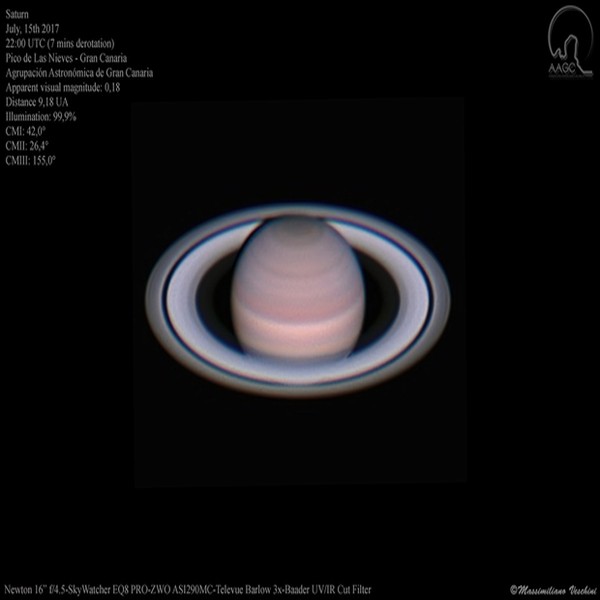 Saturn
July, 15th 2017
22:00 UTC (7 mins derotation)
Pico de Las Nieves - Gran Canaria
Agrupación Astronómica de Gran Canaria
Apparent visual magnitude: 0,18
Distance 9,18 UA
Illumination: 99,9%
CMI: 42,0°
CMII: 26,4°
CMIII: 155,0°
AAGC
Newton 16" f/4.5-SkyWatcher EQ8 PRO-ZWO ASI290MC-Televue Barlow 3x-Baader UV/IR Cut Filter
©Massimiliano Veschini